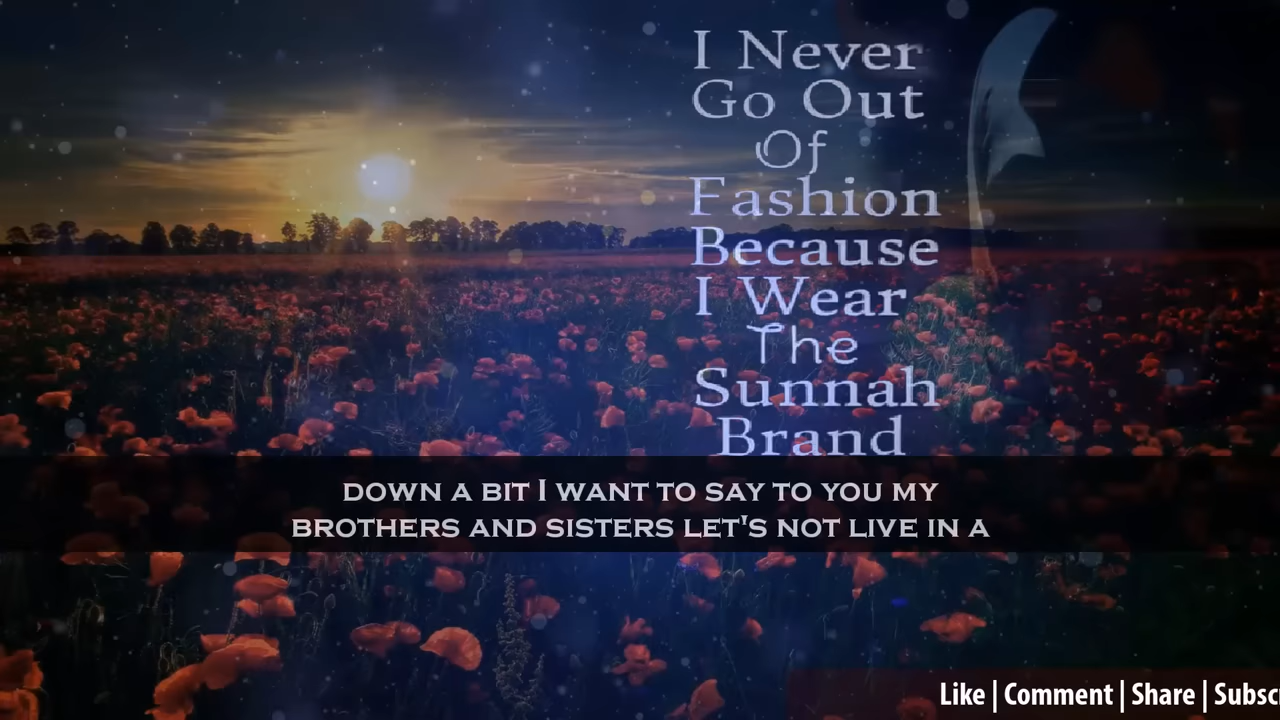 I Never
Go Out
Of
Fashion
Because
I Wear
The
Sunnah
Brand
DOWN A BIT I WANT TO SAY TO YOU MY
BROTHERS AND SISTERS LET'S NOT LIVE IN A
Like | Comment | Share | Subsc